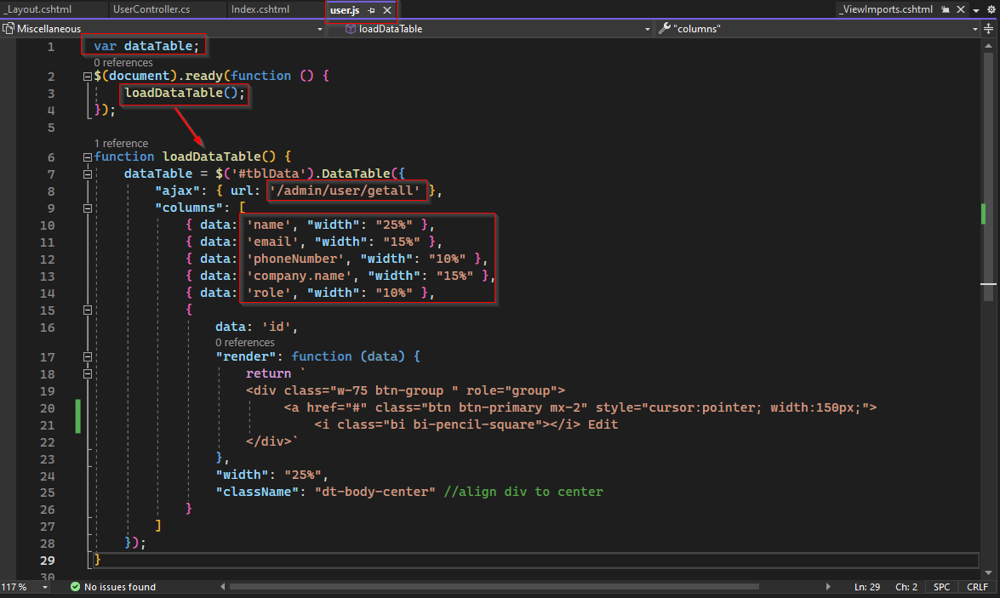 _Layout.cshtml UserController.cs Index.cshtml user.js _ViewImports.cshtml
Miscellaneous loadDataTable "columns"
1 var dataTable;
0 references
2 $(document).ready(function () {
3 loadDataTable();
4 });
5
1 reference
6 function loadDataTable() {
7 dataTable = $('#tblData').DataTable({
8 "ajax": { url: '/admin/user/getall' },
9 "columns": [
10 { data: 'name', "width": "25%" },
11 { data: 'email', "width": "15%" },
12 { data: 'phoneNumber', "width": "10%" },
13 { data: 'company.name', "width": "15%" },
14 { data: 'role', "width": "10%" },
15 {
16 data: 'id',
0 references
17 "render": function (data) {
18 return `
19 <div class="w-75 btn-group " role="group">
20 <a href="#" class="btn btn-primary mx-2" style="cursor:pointer; width:150px;">
21 <i class="bi bi-pencil-square"></i> Edit
22 </div>`
23 },
24 "width": "25%",
25 "className": "dt-body-center" //align div to center
26 }
27 ]
28 });
29 }
30
117 % No issues found Ln: 29 Ch: 2 SPC CRLF